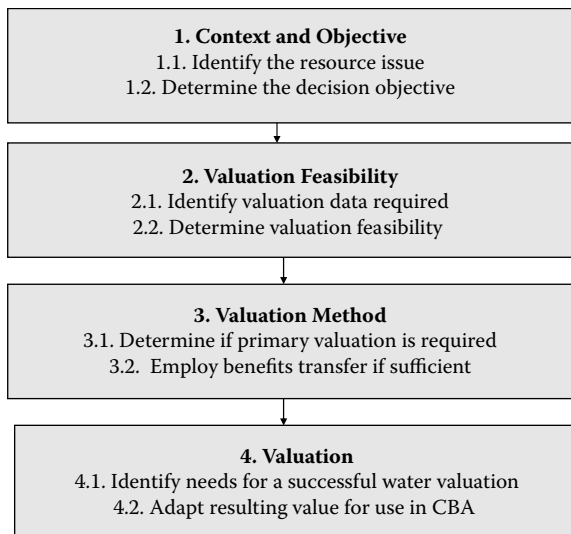 1. Context and Objective
1.1. Identify the resource issue
1.2. Determine the decision objective
2. Valuation Feasibility
2.1. Identify valuation data required
2.2. Determine valuation feasibility
3. Valuation Method
3.1. Determine if primary valuation is required
3.2. Employ benefits transfer if sufficient
4. Valuation
4.1. Identify needs for a successful water valuation
4.2. Adapt resulting value for use in CBA